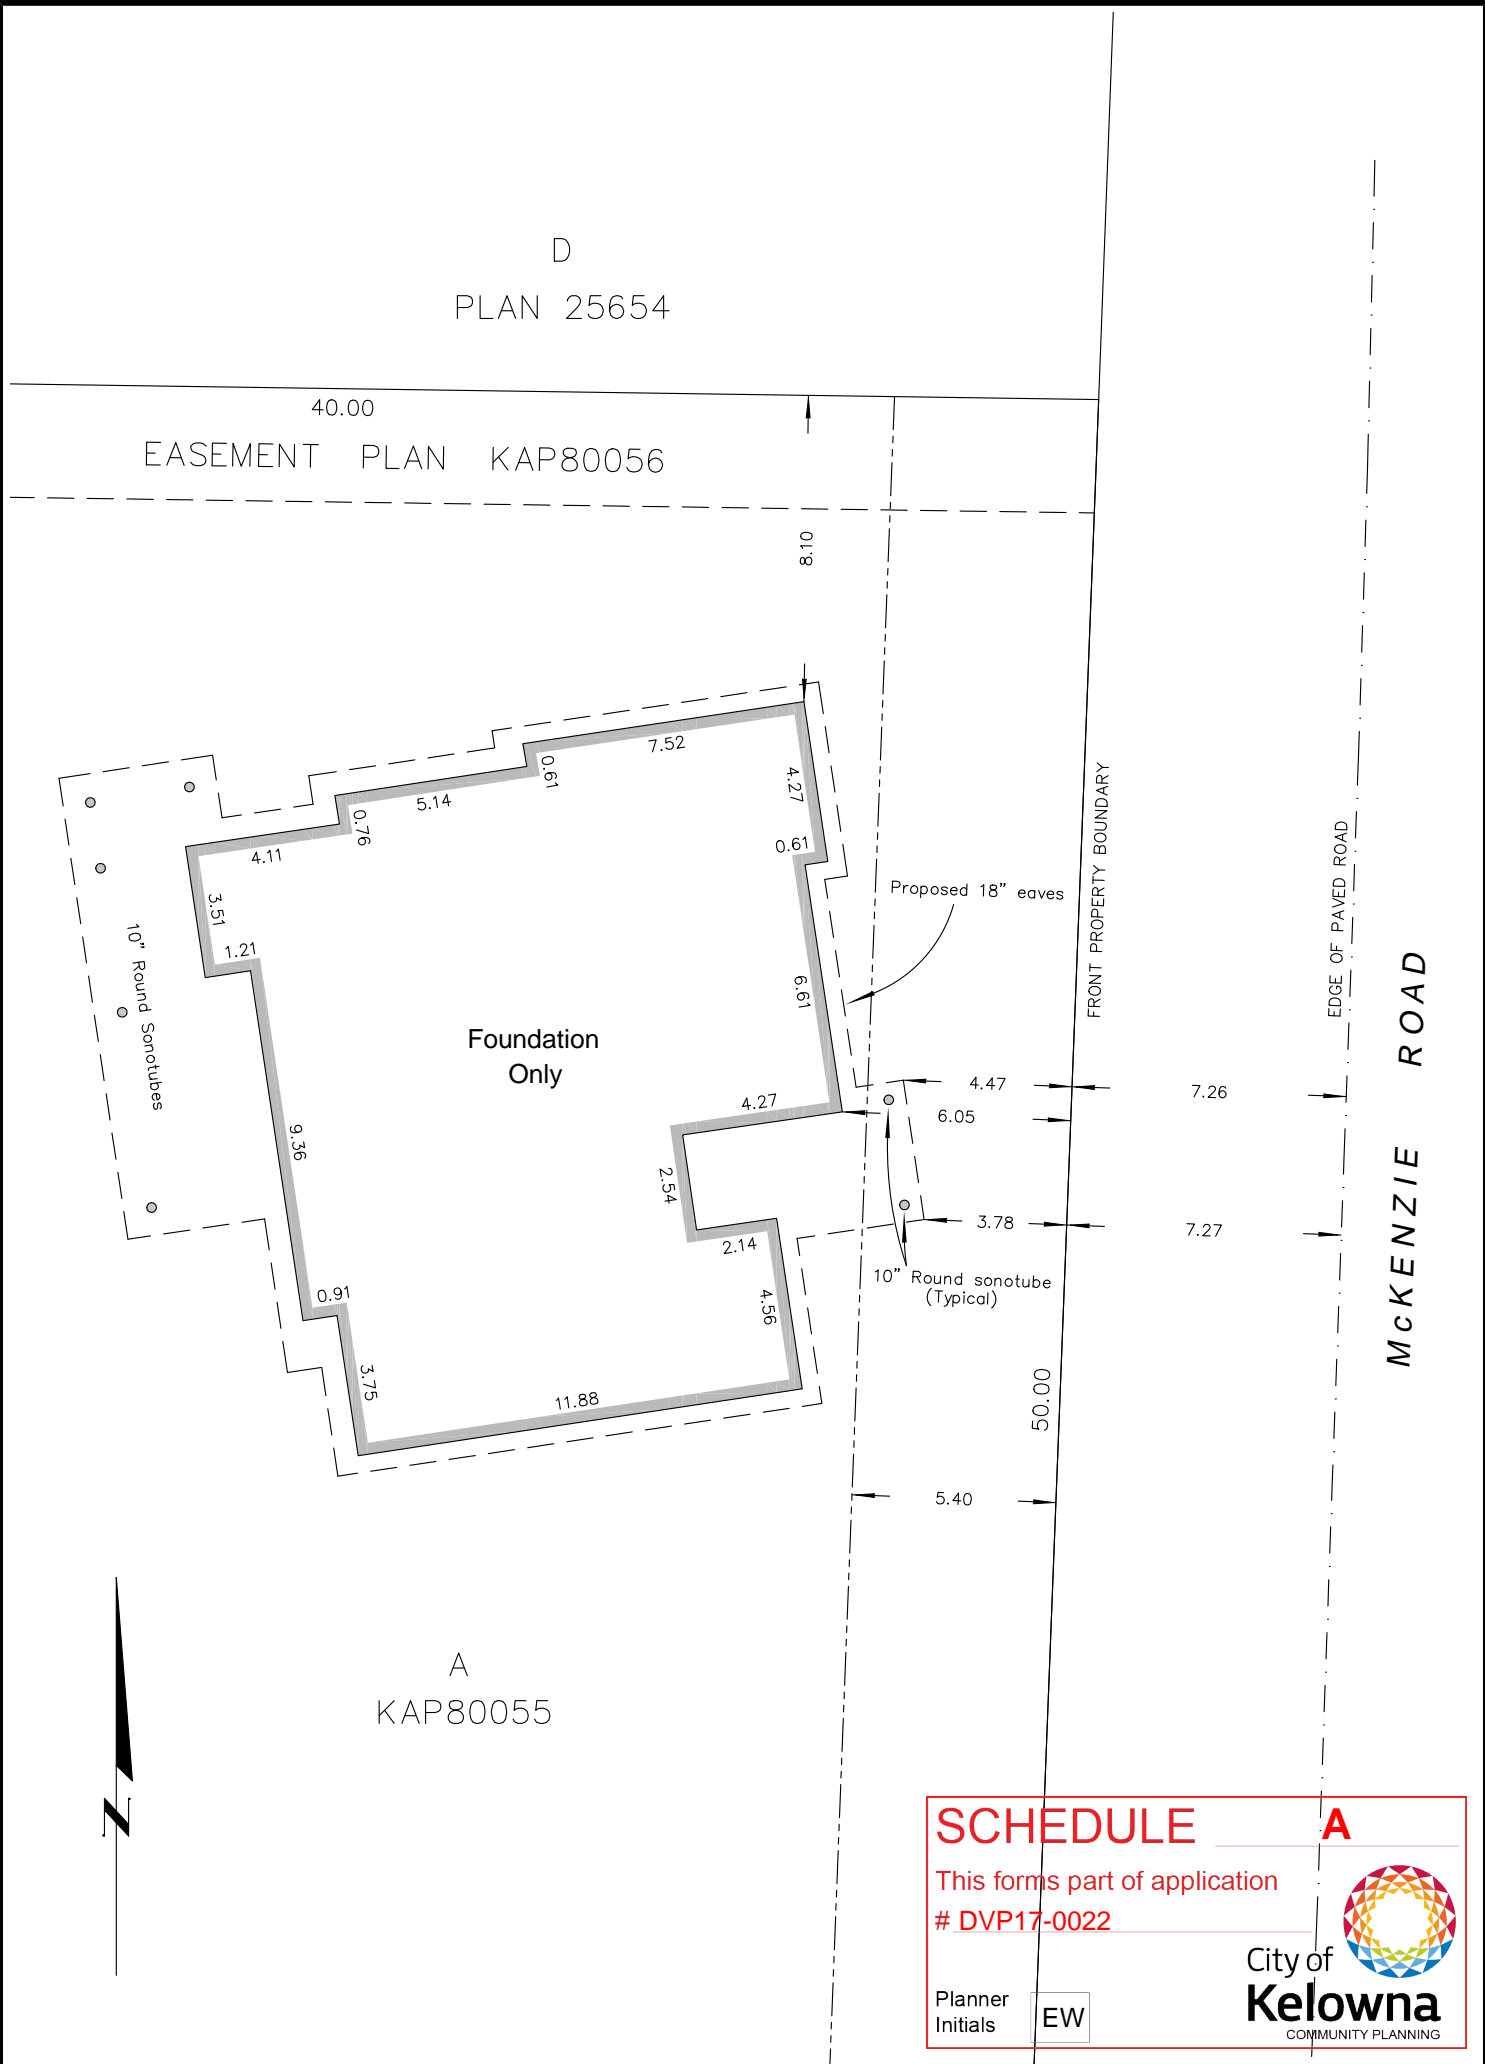 D
PLAN 25654
40.00
EASEMENT PLAN KAP80056
8.10
7.52
0.61
5.14
0.76
4.11
4.27
0.61
3.51
1.21
10” Round Sonotubes
Proposed 18” eaves
FRONT PROPERTY BOUNDARY
EDGE OF PAVED ROAD
McKENZIE ROAD
6.61
Foundation
Only
4.47
7.26
6.05
4.27
9.36
2.54
3.78
7.27
2.14
10” Round sonotube
(Typical)
0.91
4.56
3.75
11.88
50.00
5.40
A
KAP80055
N
SCHEDULE A
This forms part of application
# DVP17-0022
City of
Kelowna
COMMUNITY PLANNING
Planner
Initials
EW